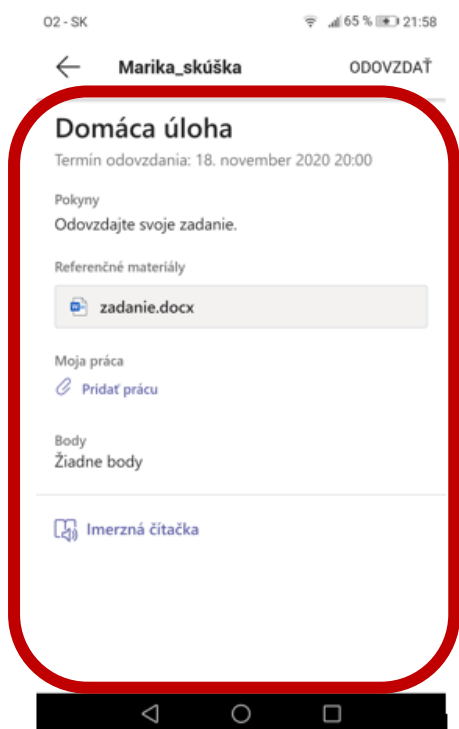 O2 - SK 65 % 21:58
Marika_skúška ODOVZDAŤ
Domáca úloha
Termín odovzdania: 18. november 2020 20:00
Pokyny
Odovzdajte svoje zadanie.
Referenčné materiály
zadanie.docx
Moja práca
Pridať prácu
Body
Žiadne body
Imerzná čítačka